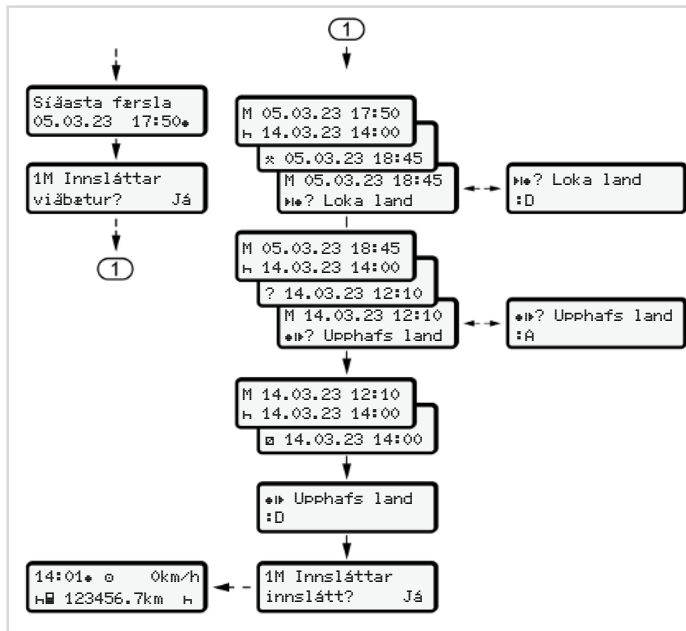 Síðasta færsla
05.03.23 17:50
1M Innsláttar
viðbætur? Já
1
1
M 05.03.23 17:50
14.03.23 14:00
05.03.23 18:45
M 05.03.23 18:45
? Loka land
? Loka land
:D
M 05.03.23 18:45
14.03.23 14:00
? 14.03.23 12:10
M 14.03.23 12:10
? Upphafs land
? Upphafs land
:A
M 14.03.23 12:10
14.03.23 14:00
14.03.23 14:00
Upphafs land
:D
1M Innsláttar
innslátt? Já
14:01 0km/h
123456.7km